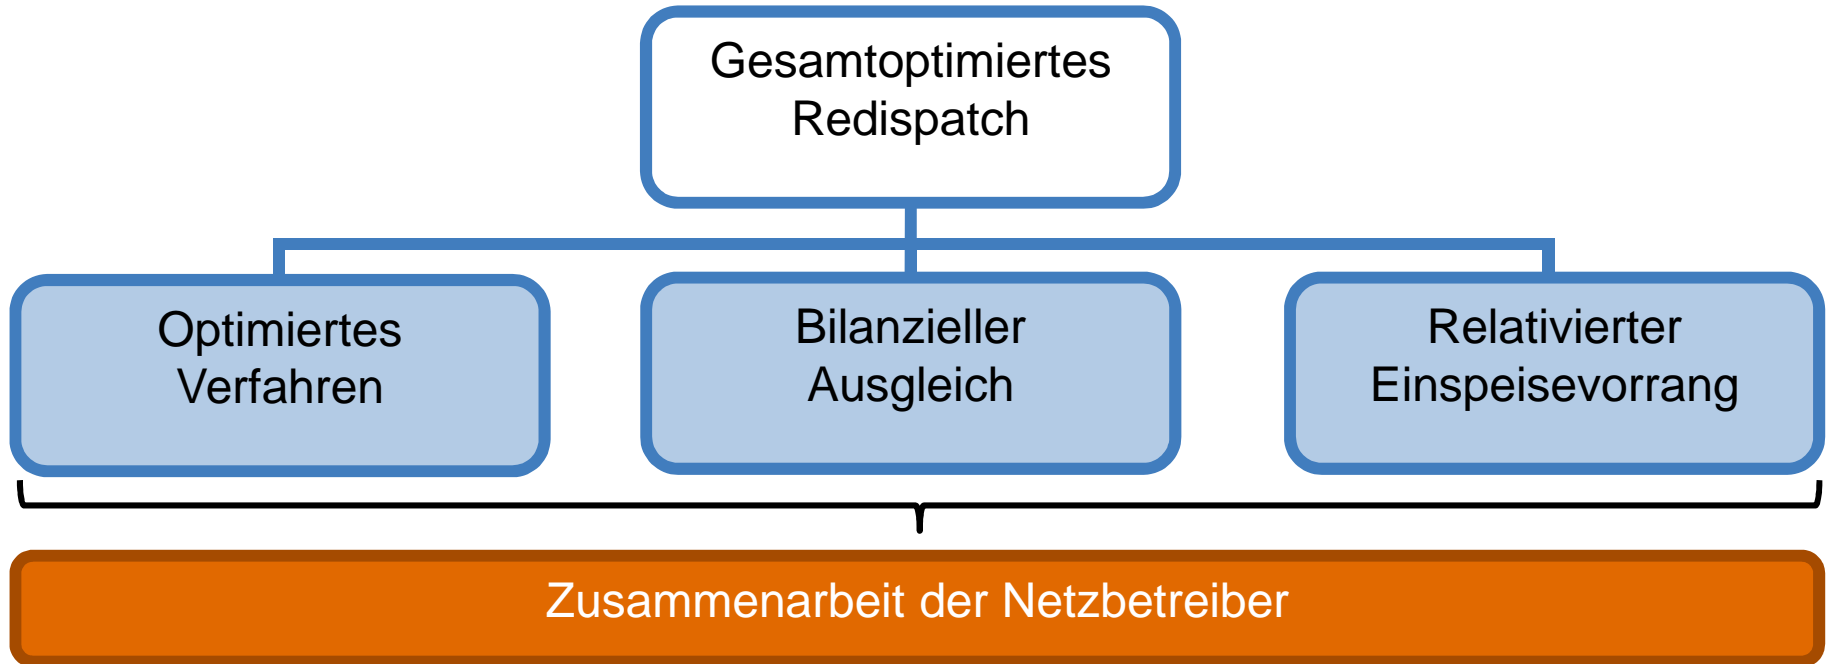 Gesamtoptimiertes
Redispatch
Optimiertes
Verfahren
Bilanzieller
Ausgleich
Relativierter
Einspeisevorrang
Zusammenarbeit der Netzbetreiber